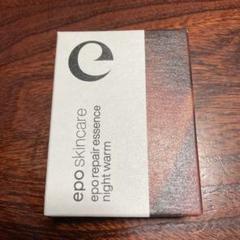 e
epo skincare
epo repair essence
night warm